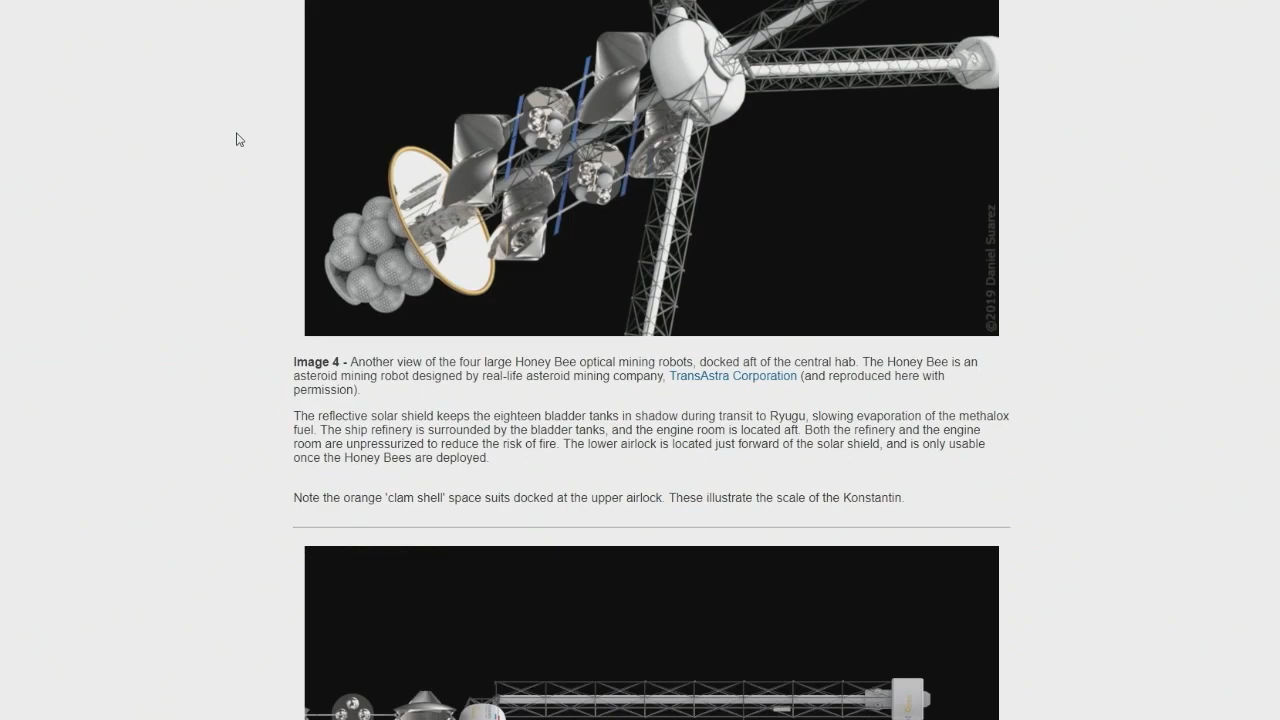 ©2019 Daniel Suarez
Image 4 - Another view of the four large Honey Bee optical mining robots, docked aft of the central hab. The Honey Bee is an
asteroid mining robot designed by real-life asteroid mining company, TransAstra Corporation (and reproduced here with
permission).
The reflective solar shield keeps the eighteen bladder tanks in shadow during transit to Ryugu, slowing evaporation of the methalox
fuel. The ship refinery is surrounded by the bladder tanks, and the engine room is located aft. Both the refinery and the engine
room are unpressurized to reduce the risk of fire. The lower airlock is located just forward of the solar shield, and is only usable
once the Honey Bees are deployed.
Note the orange 'clam shell' space suits docked at the upper airlock. These illustrate the scale of the Konstantin.